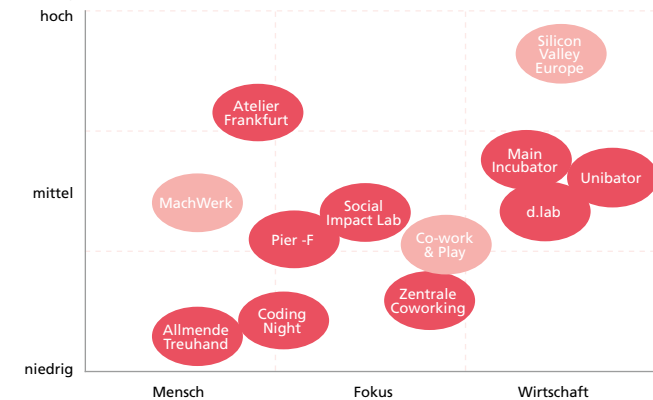 hoch
Silicon
Valley
Europe
Atelier
Frankfurt
Main
Incubator
Unibator
mittel
MachWerk
Social
Impact Lab
d.lab
Pier -F
Co-work
& Play
Zentrale
Coworking
Coding
Night
Allmende
Treuhand
niedrig
Mensch
Fokus
Wirtschaft